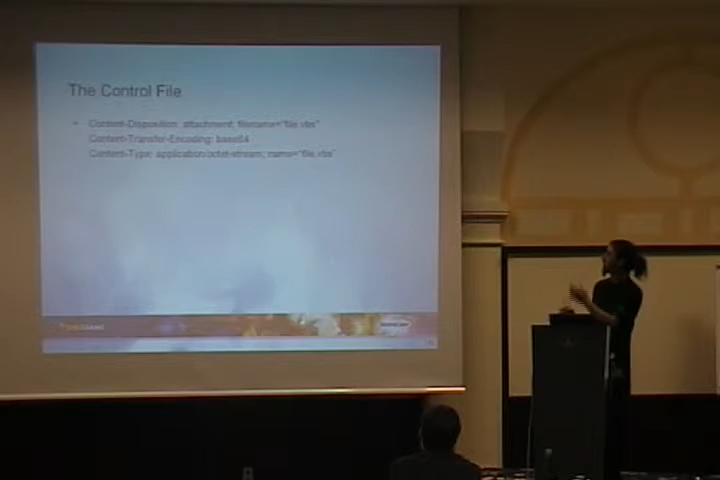 The Control File
Content-Disposition: attachment; filename="file.vbs"
Content-Transfer-Encoding: base64
Content-Type: application/octet-stream; name="file.vbs"